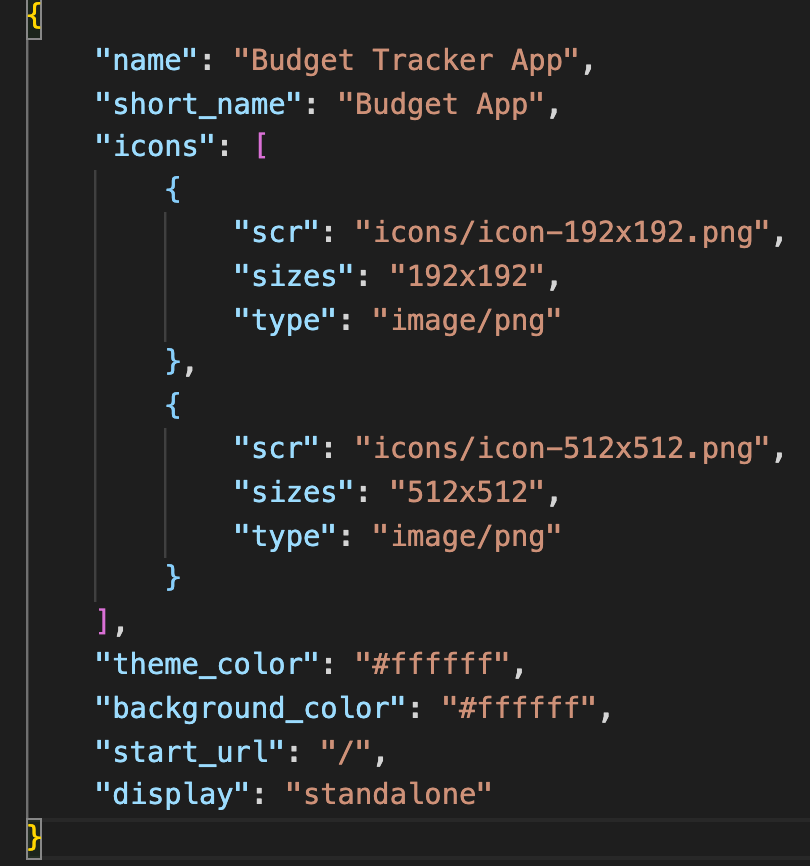 {
"name": "Budget Tracker App",
"short_name": "Budget App",
"icons": [
{
"scr": "icons/icon-192x192.png",
"sizes": "192x192",
"type": "image/png"
},
{
"scr": "icons/icon-512x512.png",
"sizes": "512x512",
"type": "image/png"
}
],
"theme_color": "#ffffff",
"background_color": "#ffffff",
"start_url": "/",
"display": "standalone"
}